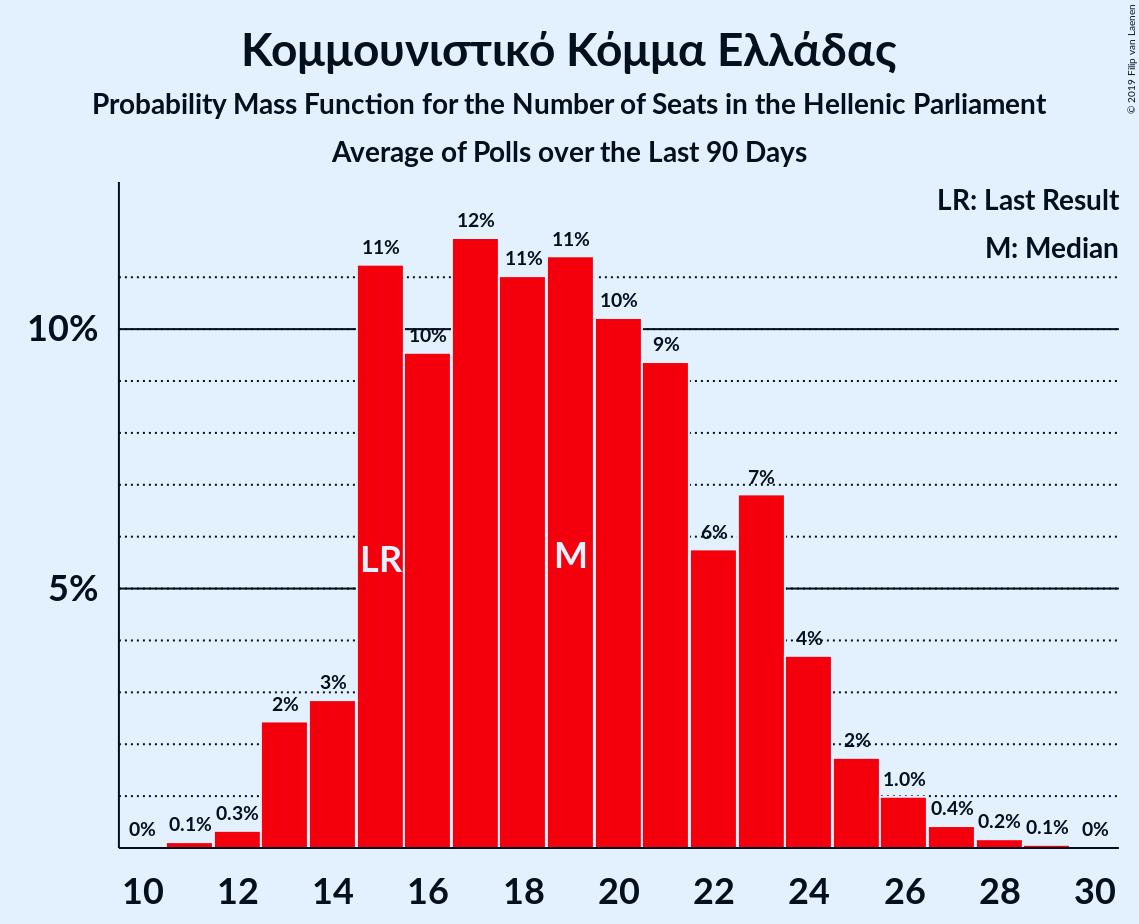 Κομμουνιστικό Κόμμα Ελλάδας
Probability Mass Function for the Number of Seats in the Hellenic Parliament
Average of Polls over the Last 90 Days
© 2019 Filip van Laenen
LR: Last Result
M: Median
10%
5%
0%
0.1%
0.3%
2%
3%
11%
10%
12%
11%
11%
10%
9%
6%
7%
4%
2%
1.0%
0.4%
0.2%
0.1%
0%
LR
M
10 12 14 16 18 20 22 24 26 28 30